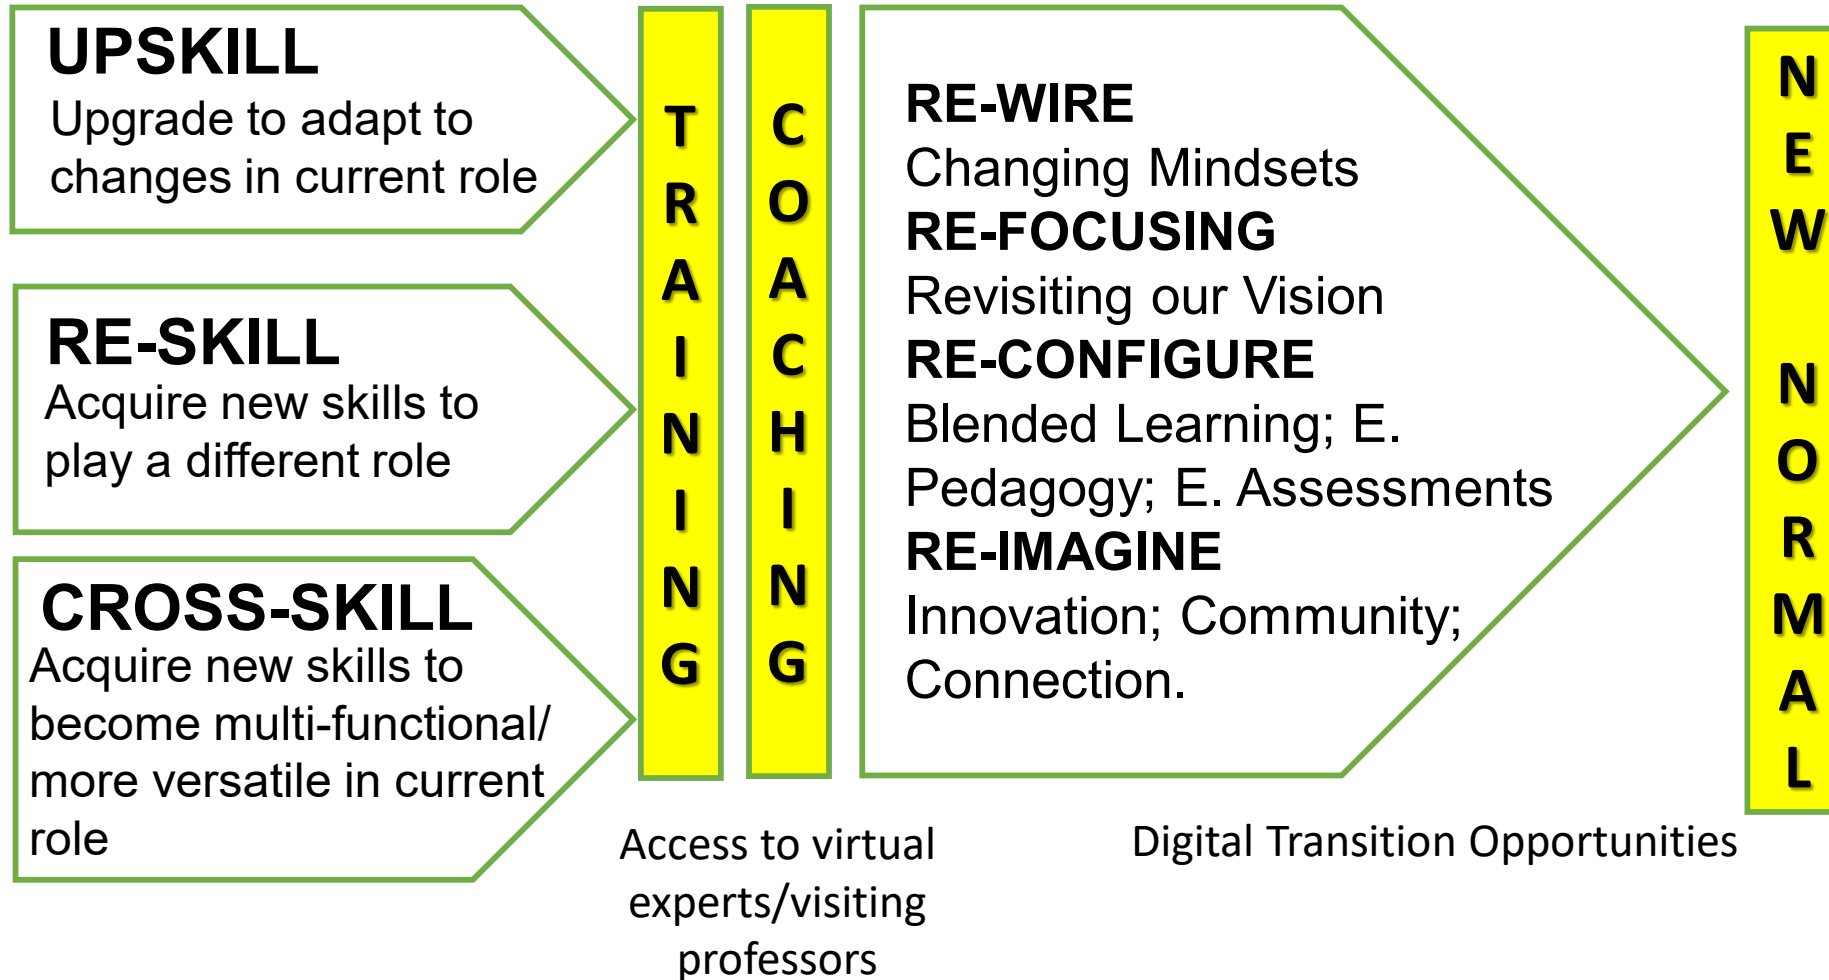 UPSKILL
Upgrade to adapt to
changes in current role
RE-SKILL
Acquire new skills to
play a different role
CROSS-SKILL
Acquire new skills to
become multi-functional/
more versatile in current
role
TRAINING
COACHING
Access to virtual
experts/visiting
professors
RE-WIRE
Changing Mindsets
RE-FOCUSING
Revisiting our Vision
RE-CONFIGURE
Blended Learning; E.
Pedagogy; E. Assessments
RE-IMAGINE
Innovation; Community;
Connection.
Digital Transition Opportunities
NEW NORMAL